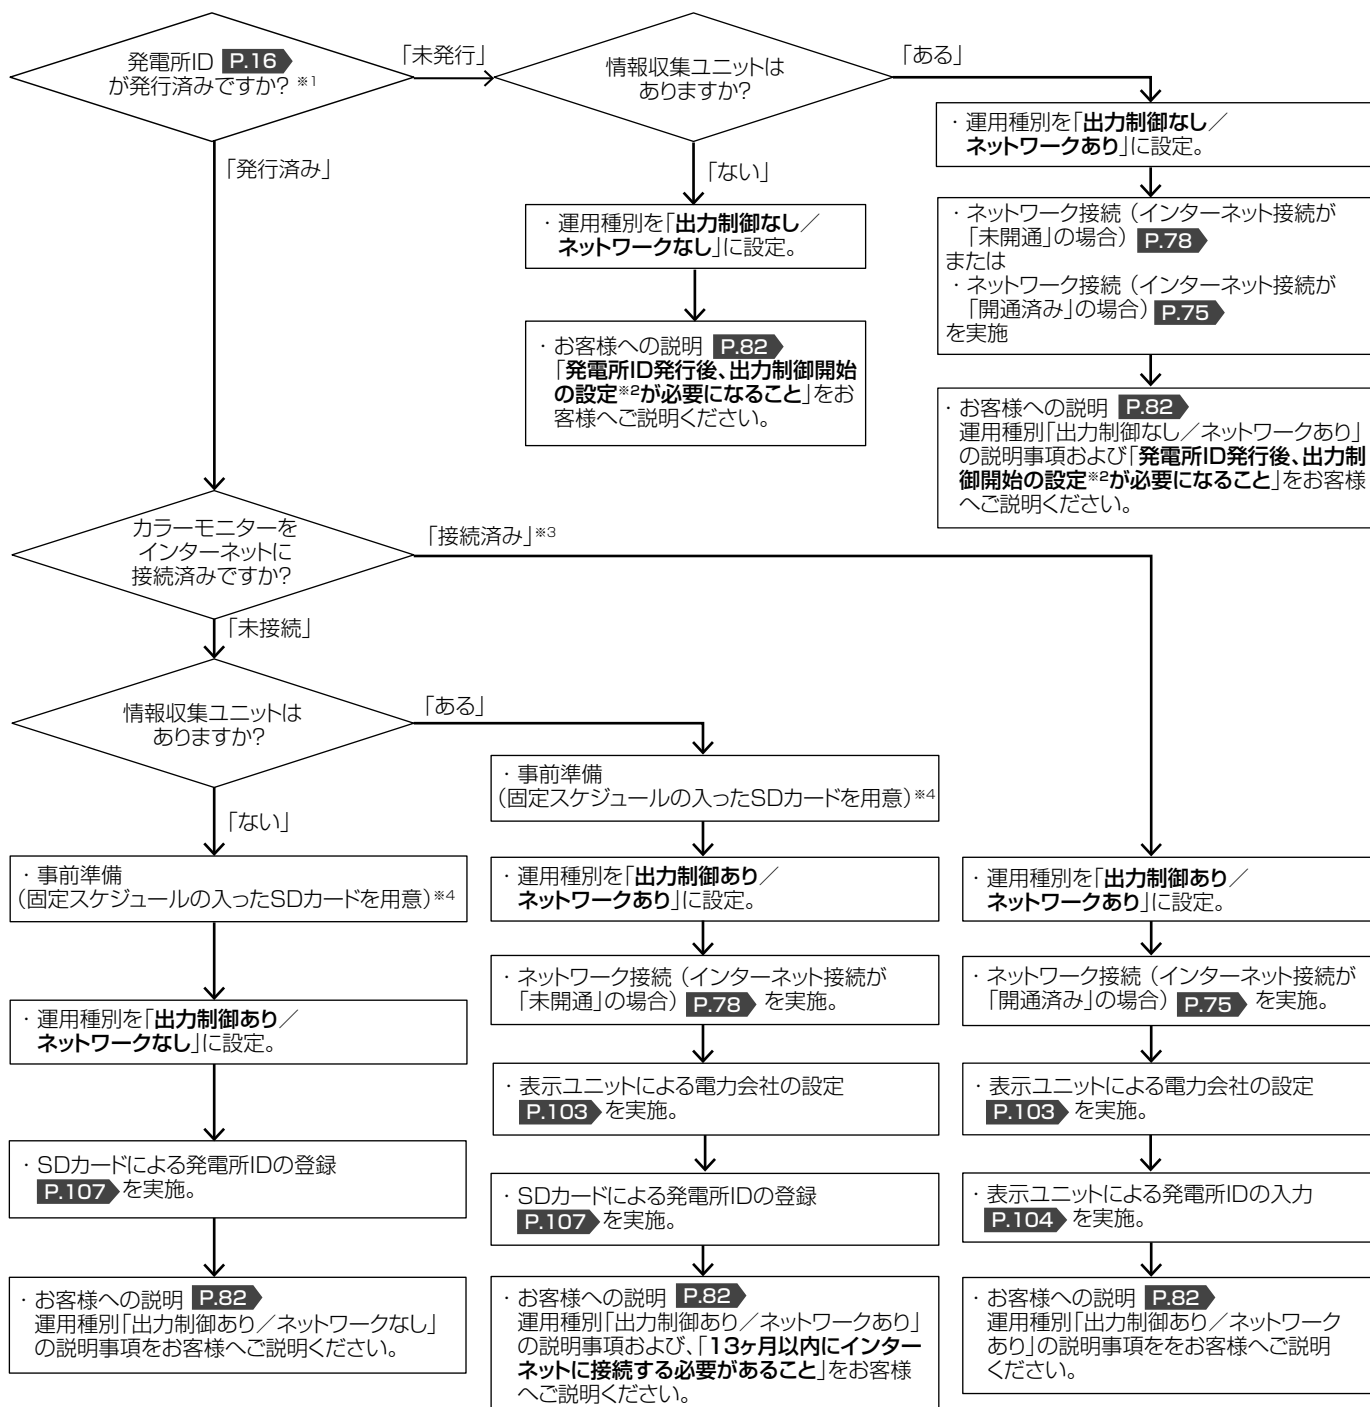 発電所ID P.16
が発行済みですか? ※1
「未発行」
情報収集ユニットは
ありますか?
「ある」
・運用種別を「出力制御なし／
ネットワークあり」に設定。
・ネットワーク接続（インターネット接続が
「未開通」の場合） P.78
または
・ネットワーク接続（インターネット接続が
「開通済み」の場合） P.75
を実施
・お客様への説明 P.82
運用種別「出力制御なし／ネットワークあり」
の説明事項および「発電所ID発行後、出力制
御開始の設定※2が必要になること」をお客様
へご説明ください。
「ない」
・運用種別を「出力制御なし／
ネットワークなし」に設定。
・お客様への説明 P.82
「発電所ID発行後、出力制御開始
の設定※2が必要になること」をお
客様へご説明ください。
「発行済み」
カラーモニターを
インターネットに
接続済みですか?
「接続済み」※3
「未接続」
情報収集ユニットは
ありますか?
「ある」
「ない」
・事前準備
（固定スケジュールの入ったSDカードを用意）※4
・運用種別を「出力制御あり／
ネットワークなし」に設定。
・SDカードによる発電所IDの登録
P.107 を実施。
・お客様への説明 P.82
運用種別「出力制御あり／ネットワークなし」
の説明事項をお客様へご説明ください。
・事前準備
（固定スケジュールの入ったSDカードを用意）※4
・運用種別を「出力制御あり／
ネットワークあり」に設定。
・ネットワーク接続（インターネット接続が
「未開通」の場合） P.78 を実施。
・表示ユニットによる電力会社の設定
P.103 を実施。
・SDカードによる発電所IDの登録
P.107 を実施。
・お客様への説明 P.82
運用種別「出力制御あり／ネットワークあり」
の説明事項および、「13ヶ月以内にインター
ネットに接続する必要があること」をお客様
へご説明ください。
・運用種別を「出力制御あり／
ネットワークあり」に設定。
・ネットワーク接続（インターネット接続が
「開通済み」の場合） P.75 を実施。
・表示ユニットによる電力会社の設定
P.103 を実施。
・表示ユニットによる発電所IDの入力
P.104 を実施。
・お客様への説明 P.82
運用種別「出力制御あり／ネットワーク
あり」の説明事項ををお客様へご説明
ください。